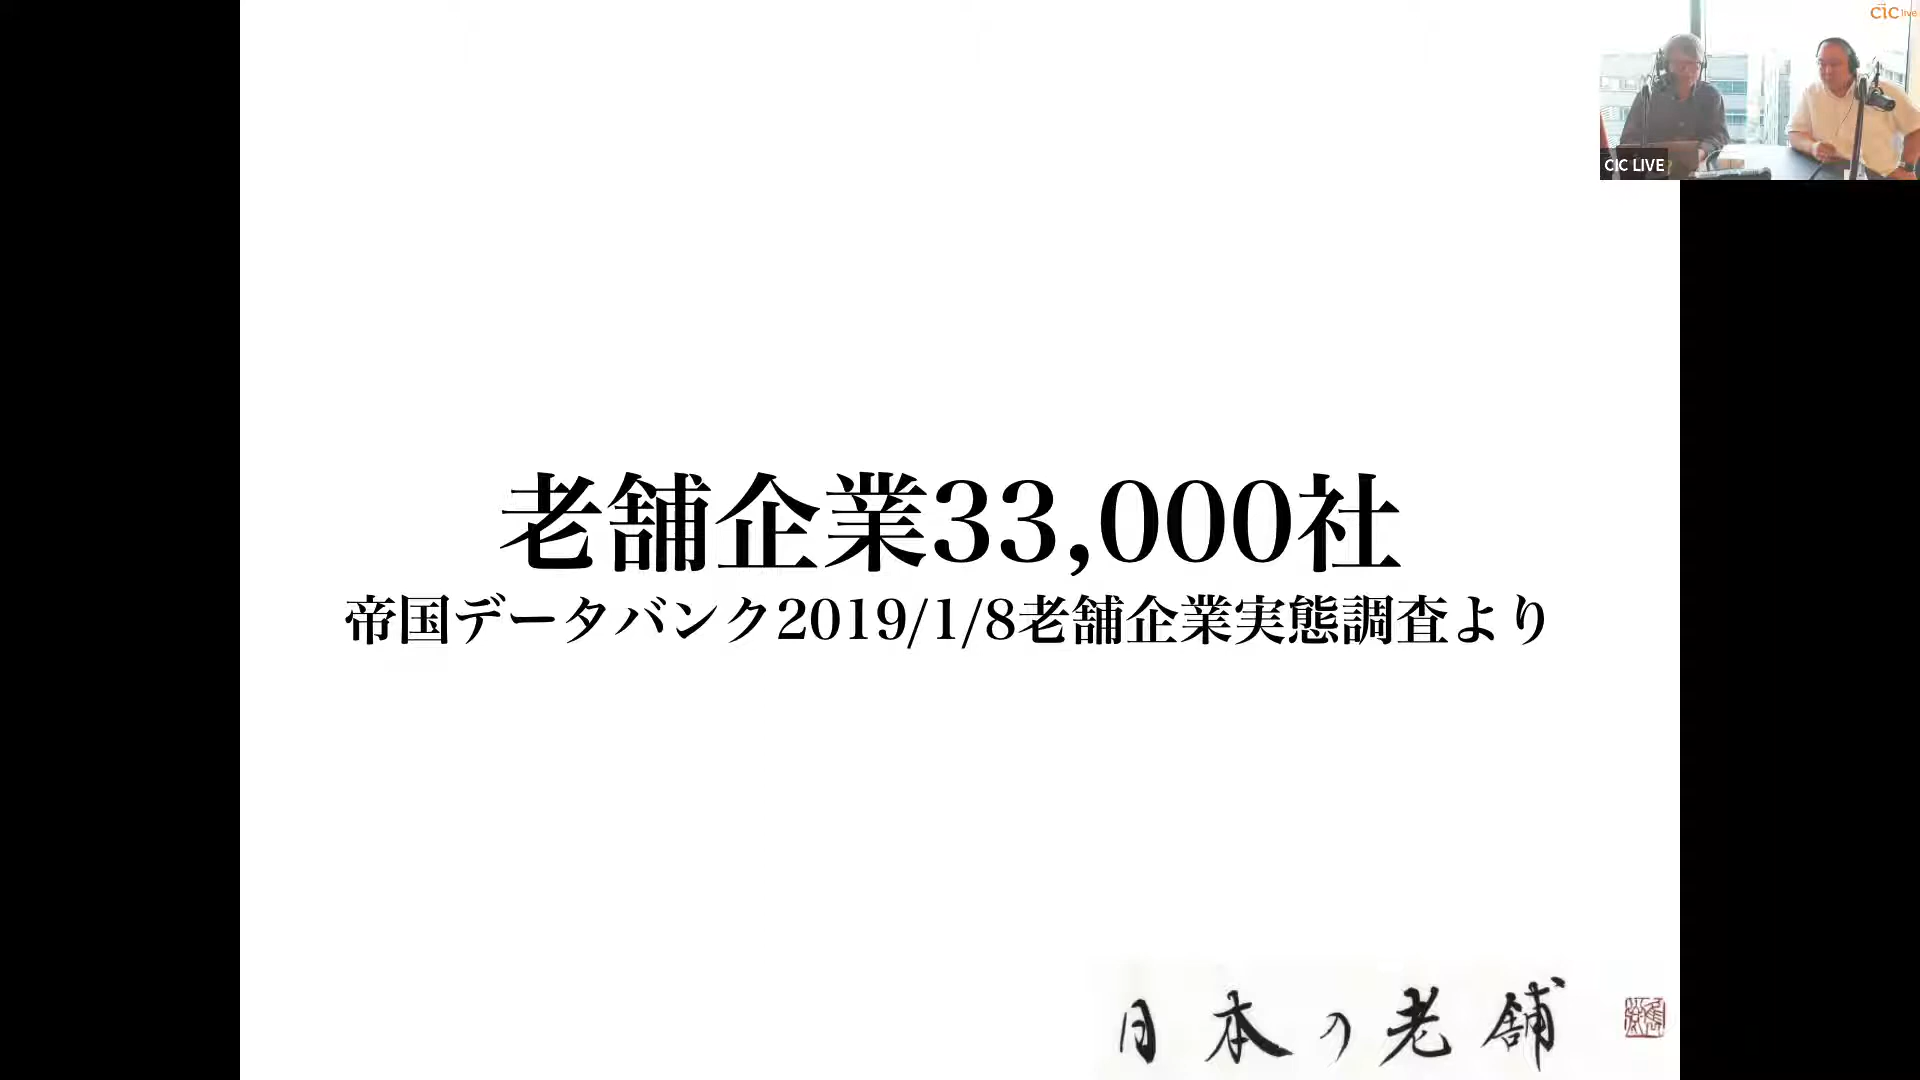 CIC live
CIC LIVE
老舗企業33,000社
帝国データバンク2019/1/8老舗企業実態調査より
日本の老舗